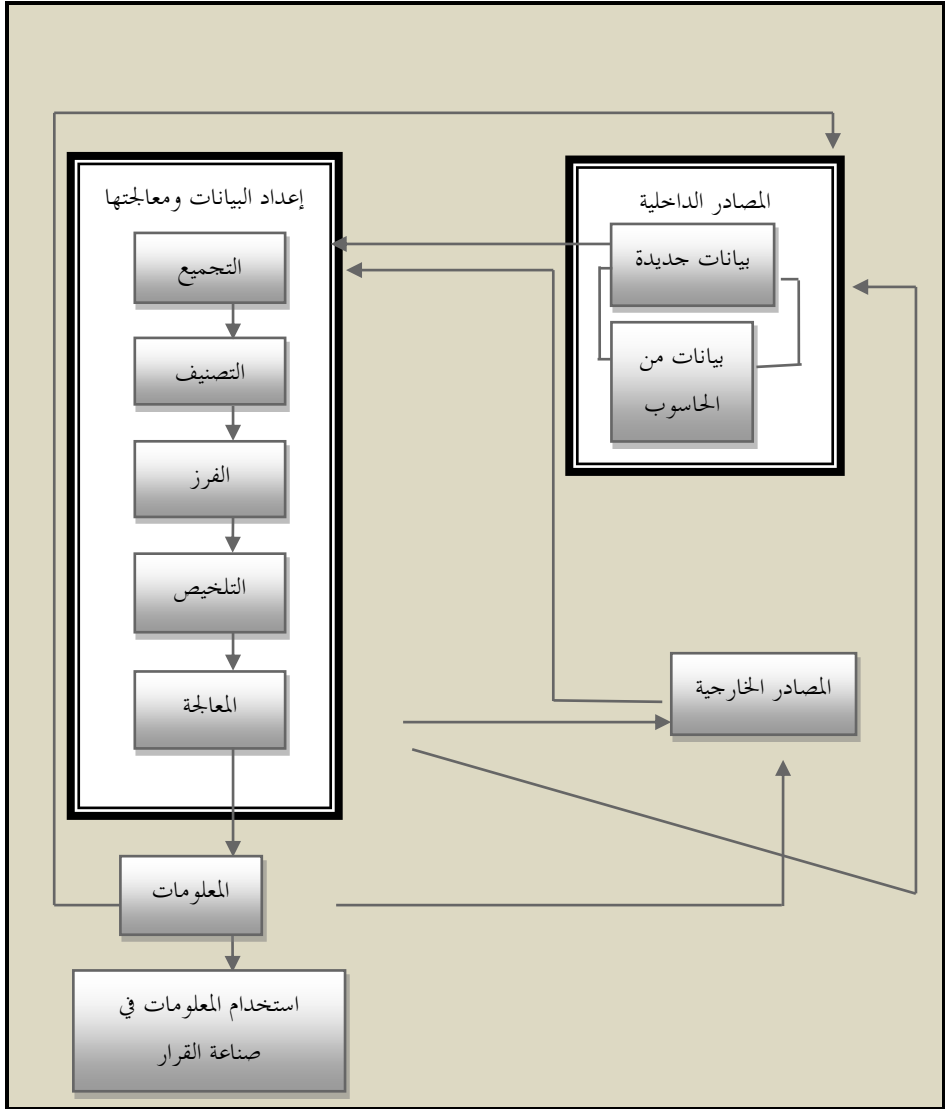 المصادر الداخلية
بيانات جديدة
بيانات من
الحاسوب
إعداد البيانات ومعالجتها
التجميع
التصنيف
الفرز
التلخيص
المعالجة
المصادر الخارجية
المعلومات
استخدام المعلومات في
صناعة القرار